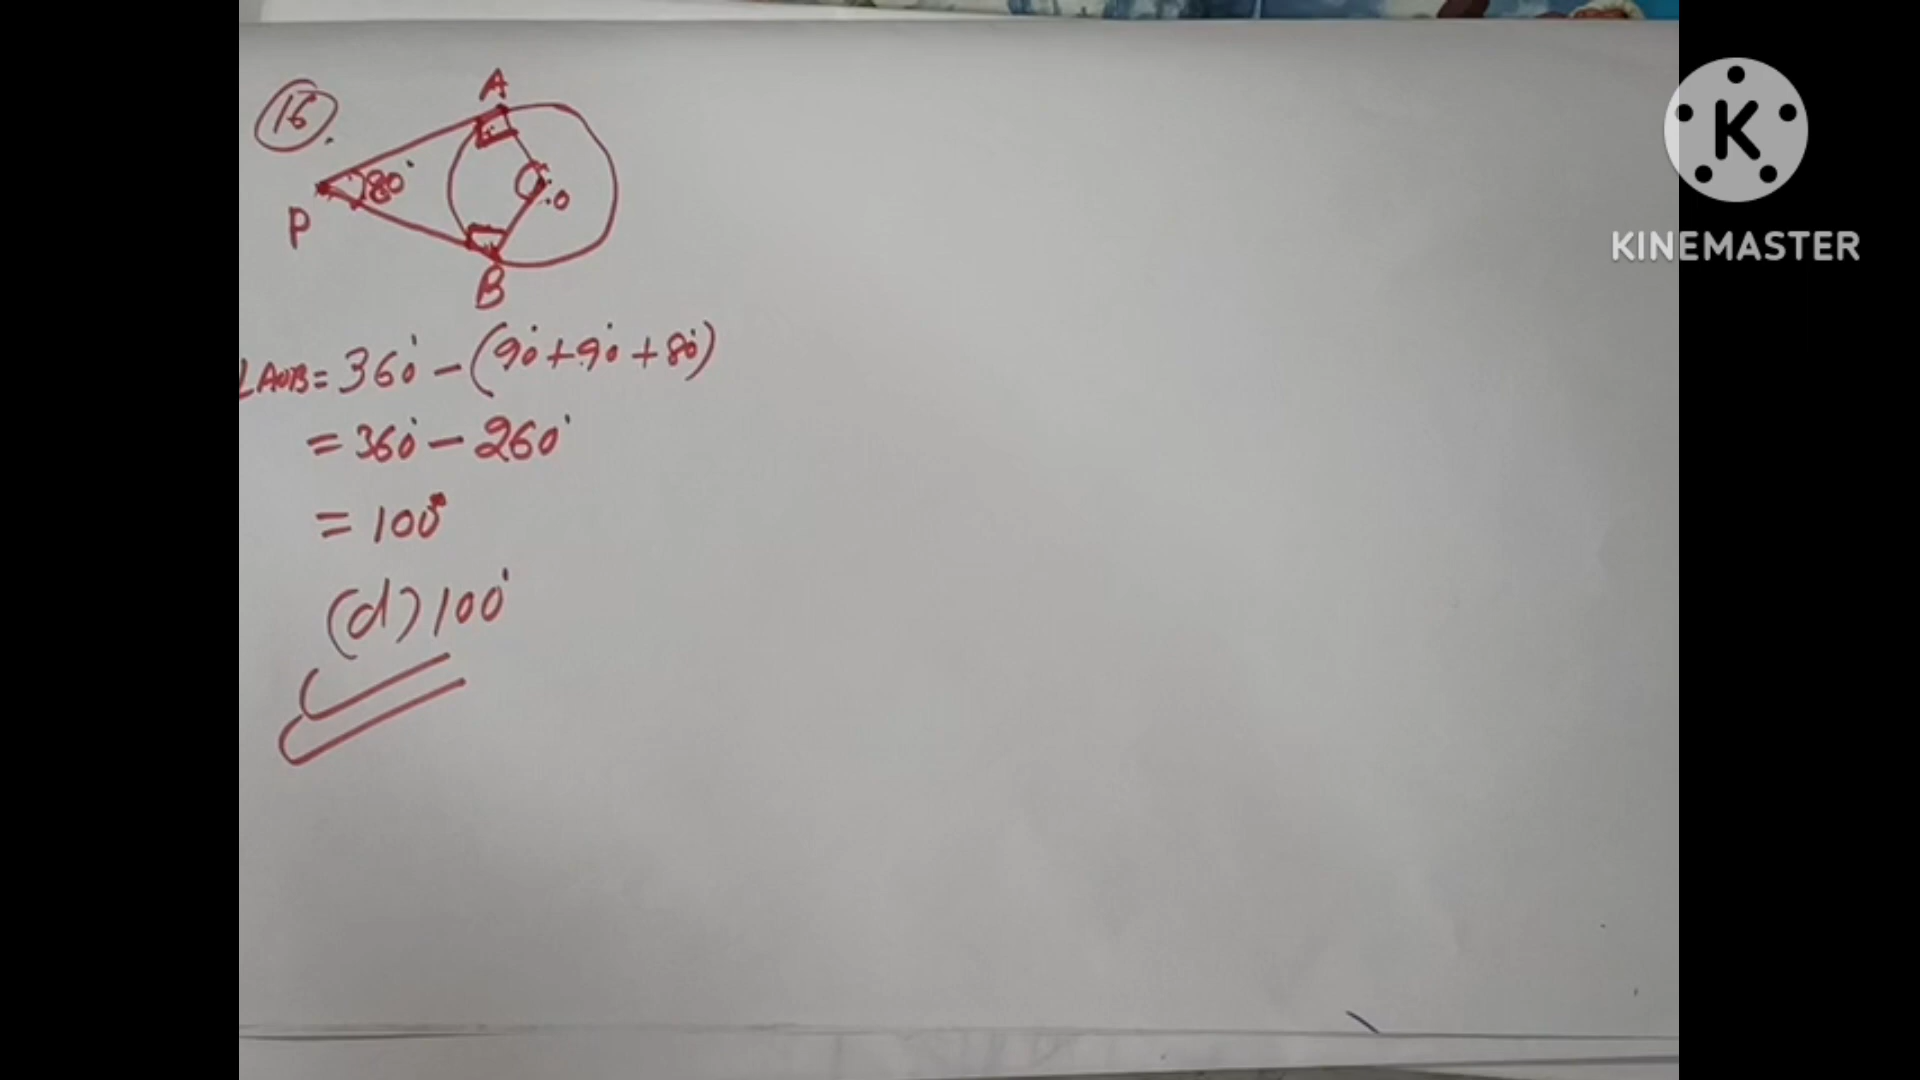 16.
A
80°
P
O
B
∠AOB = 360° - (90° + 90° + 80°)
= 360° - 260°
= 100°
(d) 100°
KINEMASTER